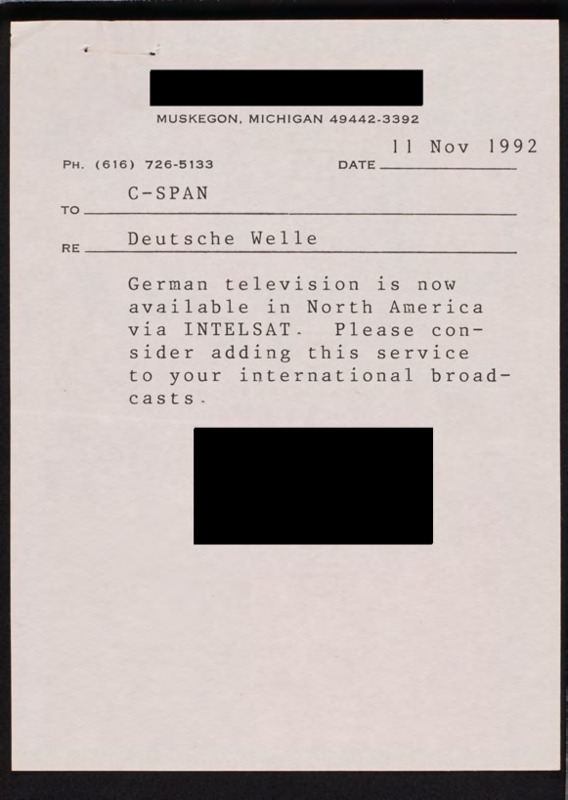 MUSKEGON, MICHIGAN 49442-3392
11 Nov 1992
PH. (616) 726-5133 DATE
C-SPAN
TO
Deutsche Welle
RE
German television is now
available in North America
via INTELSAT. Please con-
sider adding this service
to your international broad-
casts.